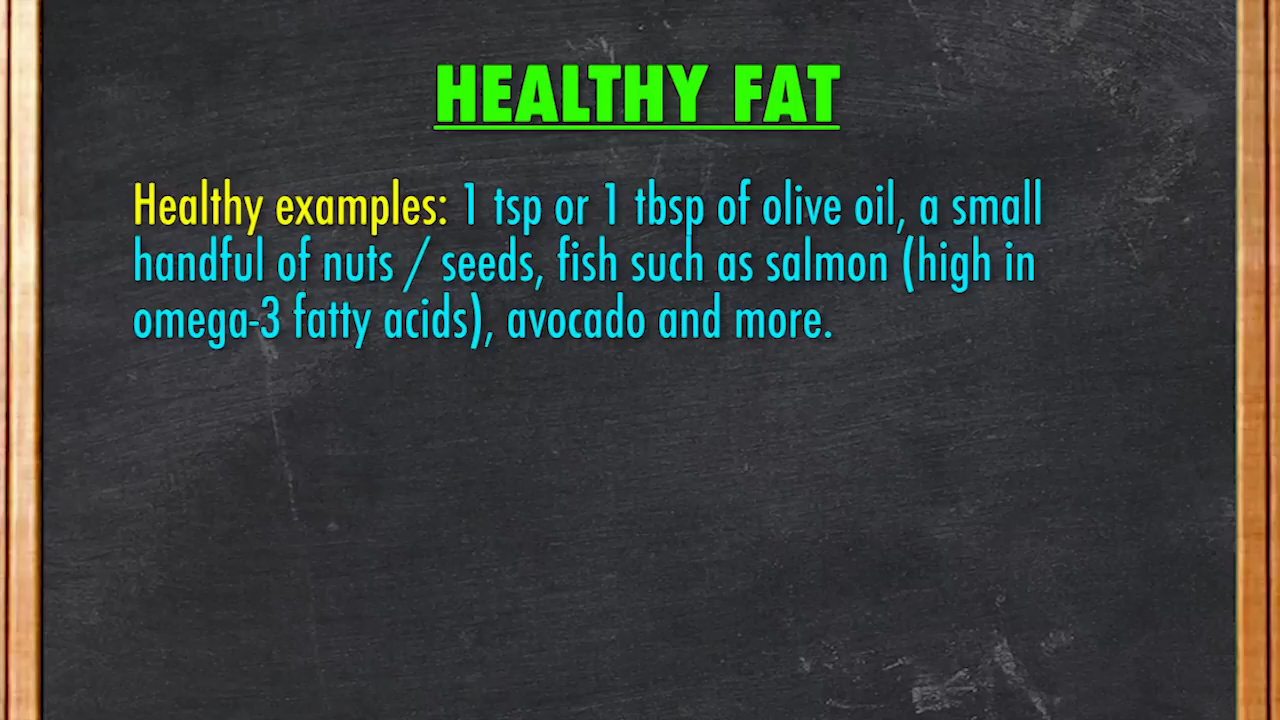 HEALTHY FAT
Healthy examples: 1 tsp or 1 tbsp of olive oil, a small
handful of nuts / seeds, fish such as salmon (high in
omega-3 fatty acids), avocado and more.